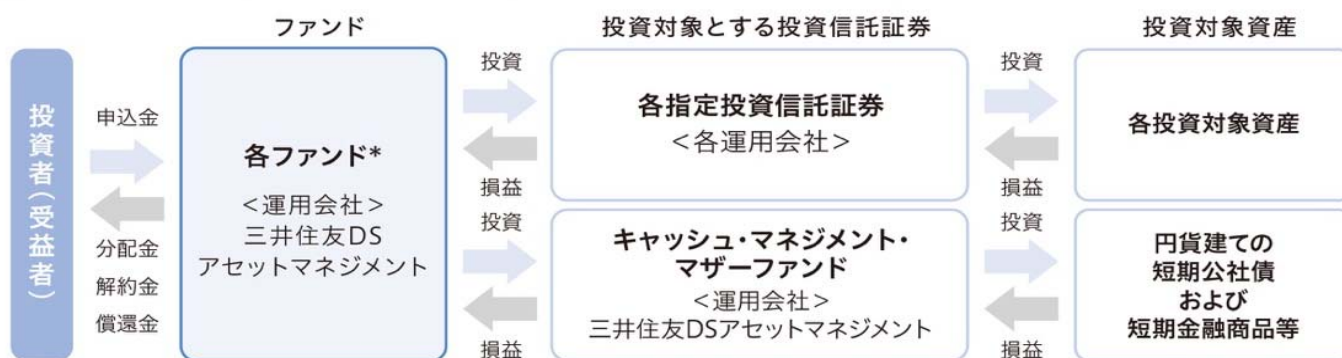 ファンド
投資対象とする投資信託証券
投資対象資産
投資者(受益者)
申込金
分配金
解約金
償還金
各ファンド*
<運用会社>
三井住友DS
アセットマネジメント
投資
損益
投資
損益
各指定投資信託証券
<各運用会社>
キャッシュ・マネジメント・
マザーファンド
<運用会社>
三井住友DSアセットマネジメント
投資
損益
投資
損益
各投資対象資産
円貨建ての
短期公社債
および
短期金融商品等